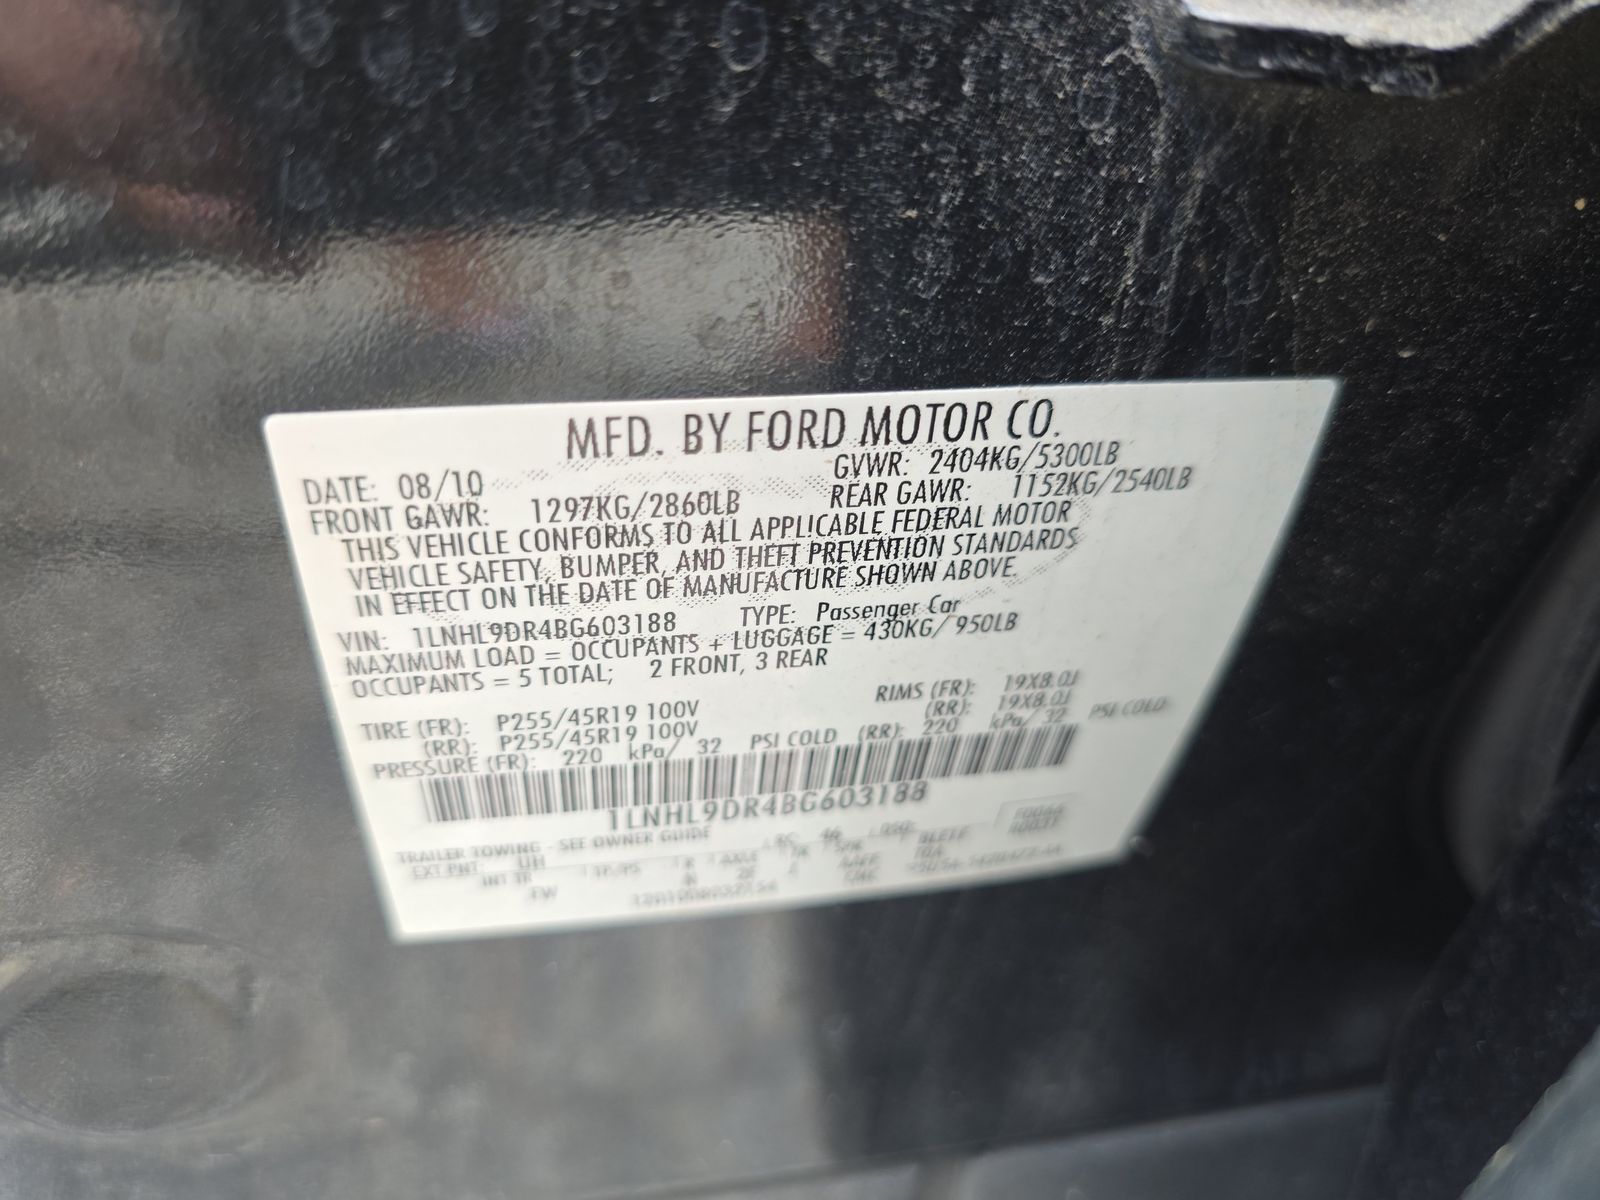 MFD. BY FORD MOTOR CO.
DATE: 08/10 GVWR: 2404KG/5300LB
FRONT GAWR: 1297KG/2860LB REAR GAWR: 1152KG/2540LB
THIS VEHICLE CONFORMS TO ALL APPLICABLE FEDERAL MOTOR
VEHICLE SAFETY, BUMPER, AND THEFT PREVENTION STANDARDS
IN EFFECT ON THE DATE OF MANUFACTURE SHOWN ABOVE.
VIN: 1LNHL9DR4BG603188 TYPE: Passenger Car
MAXIMUM LOAD = OCCUPANTS + LUGGAGE = 430KG/950LB
OCCUPANTS = 5 TOTAL; 2 FRONT, 3 REAR
TIRE (FR): P255/45R19 100V RIMS (FR): 19X8.0J
(RR): P255/45R19 100V (RR): 19X8.0J
PRESSURE (FR): 220 kPa/ 32 PSI COLD (RR): 220 kPa/ 32 PSI COLD
1LNHL9DR4BG603188
TRAILER TOWING - SEE OWNER GUIDE
EXT PNT: UH
INT TR